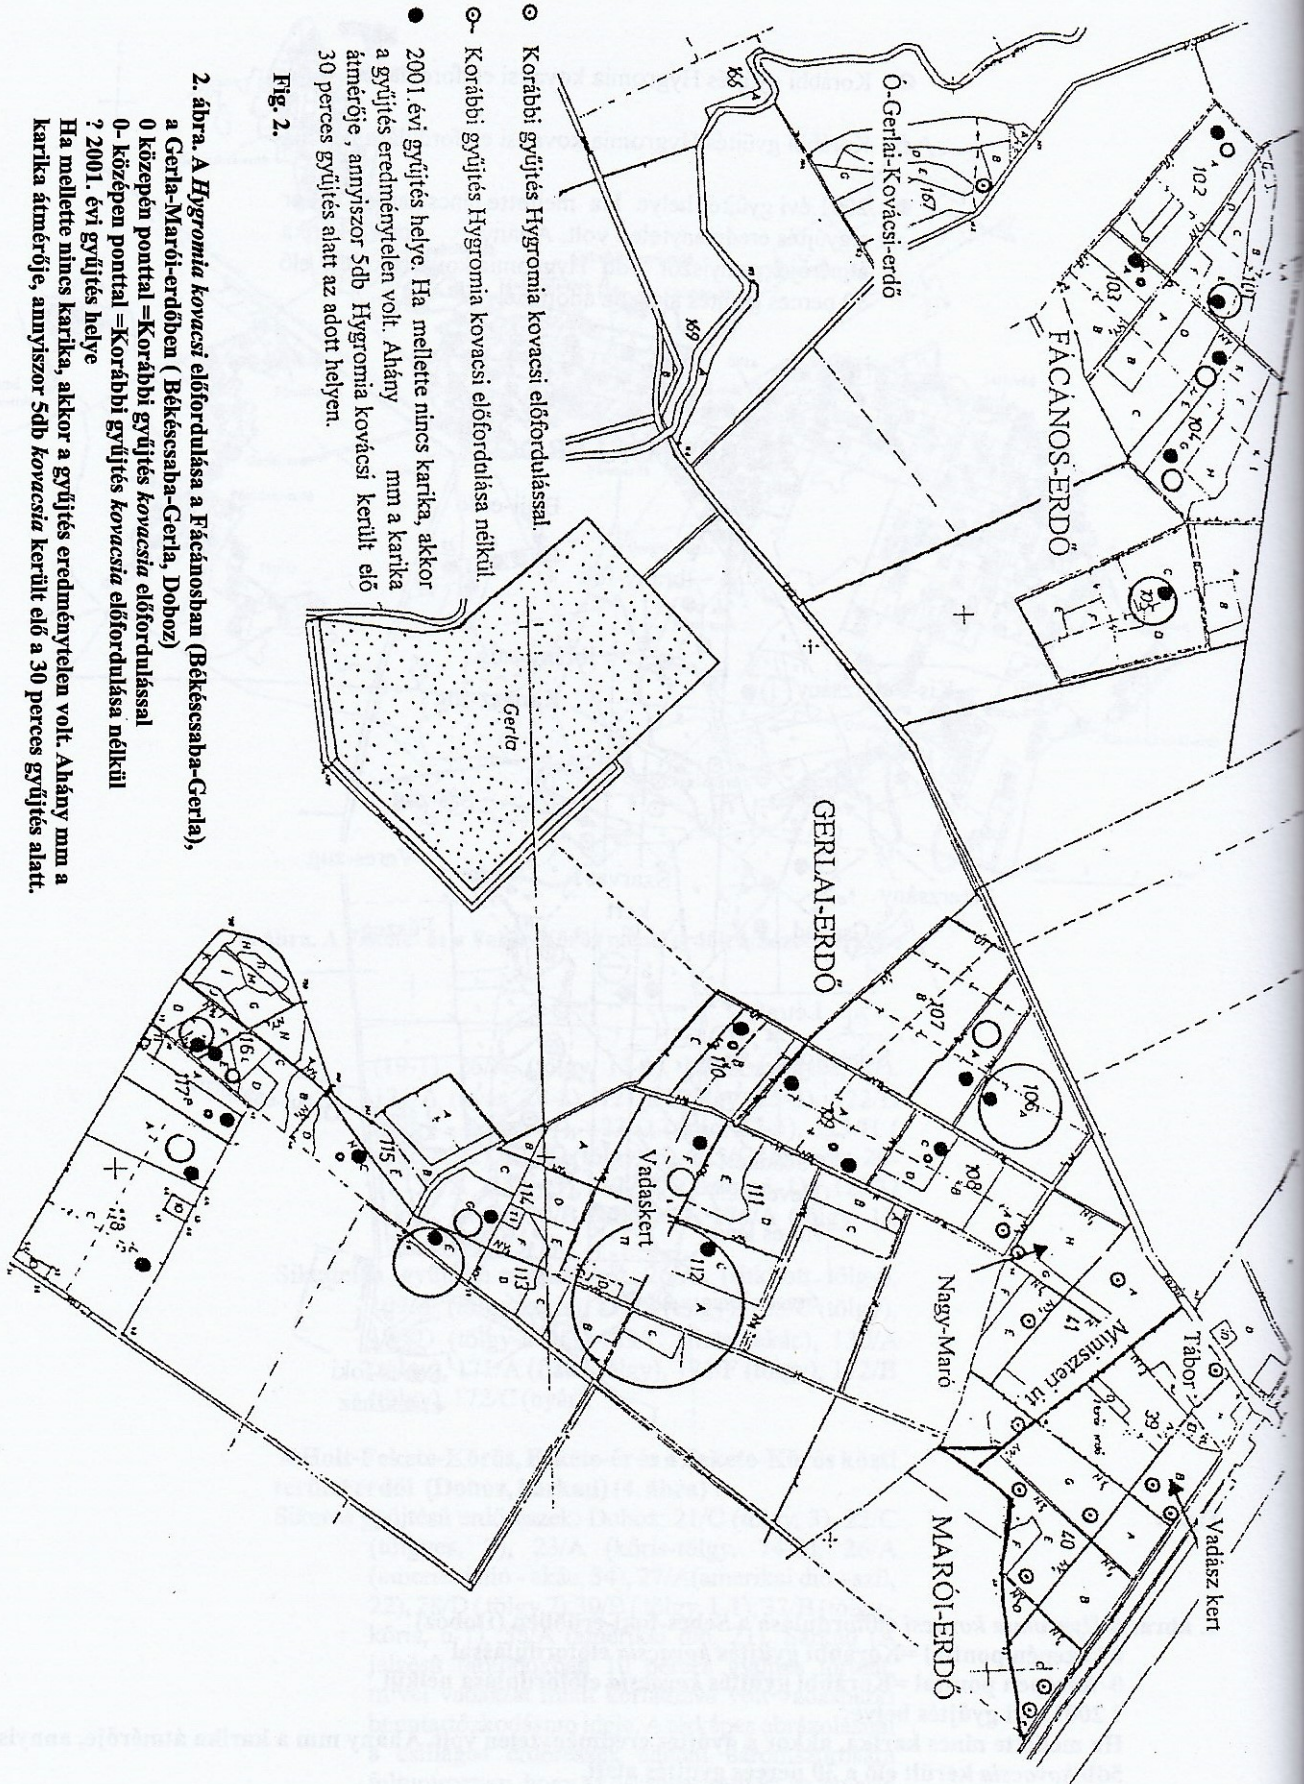 ⊙ Korábbi gyűjtés Hygromia kovacsi előfordulással.
⊙- Korábbi gyűjtés Hygromia kovacsi előfordulása nélkül.
● 2001.évi gyűjtés helye. Ha mellette nincs karika, akkor
a gyűjtés eredménytelen volt. Ahány mm a karika
átmérője , annyiszor 5db Hygromia kovácsi került elő
30 perces gyűjtés alatt az adott helyen.
Fig. 2.
2. ábra. A Hygromia kovacsi előfordulása a Fácánosban (Békéscsaba-Gerla),
a Gerla-Marói-erdőben ( Békéscsaba-Gerla, Doboz)
0 közepén ponttal =Korábbi gyűjtés kovacsia előfordulással
0- középen ponttal =Korábbi gyűjtés kovacsia előfordulása nélkül
? 2001. évi gyűjtés helye
Ha mellette nincs karika, akkor a gyűjtés eredménytelen volt. Ahány mm a
karika átmérője, annyiszor 5db kovacsia került elő a 30 perces gyűjtés alatt.
Ó-Gerlai-Kovácsi-erdő
FÁCÁNOS-ERDŐ
GERLAI-ERDŐ
MARÓI-ERDŐ
Gerla
Vadaskert
Nagy-Maró
Miniszteri út
Tábor
Vadász kert
101
102
103
104
105
106
107
108
109
110
111
112
113
114
115
116
117
118
167
168
169
39
40
41